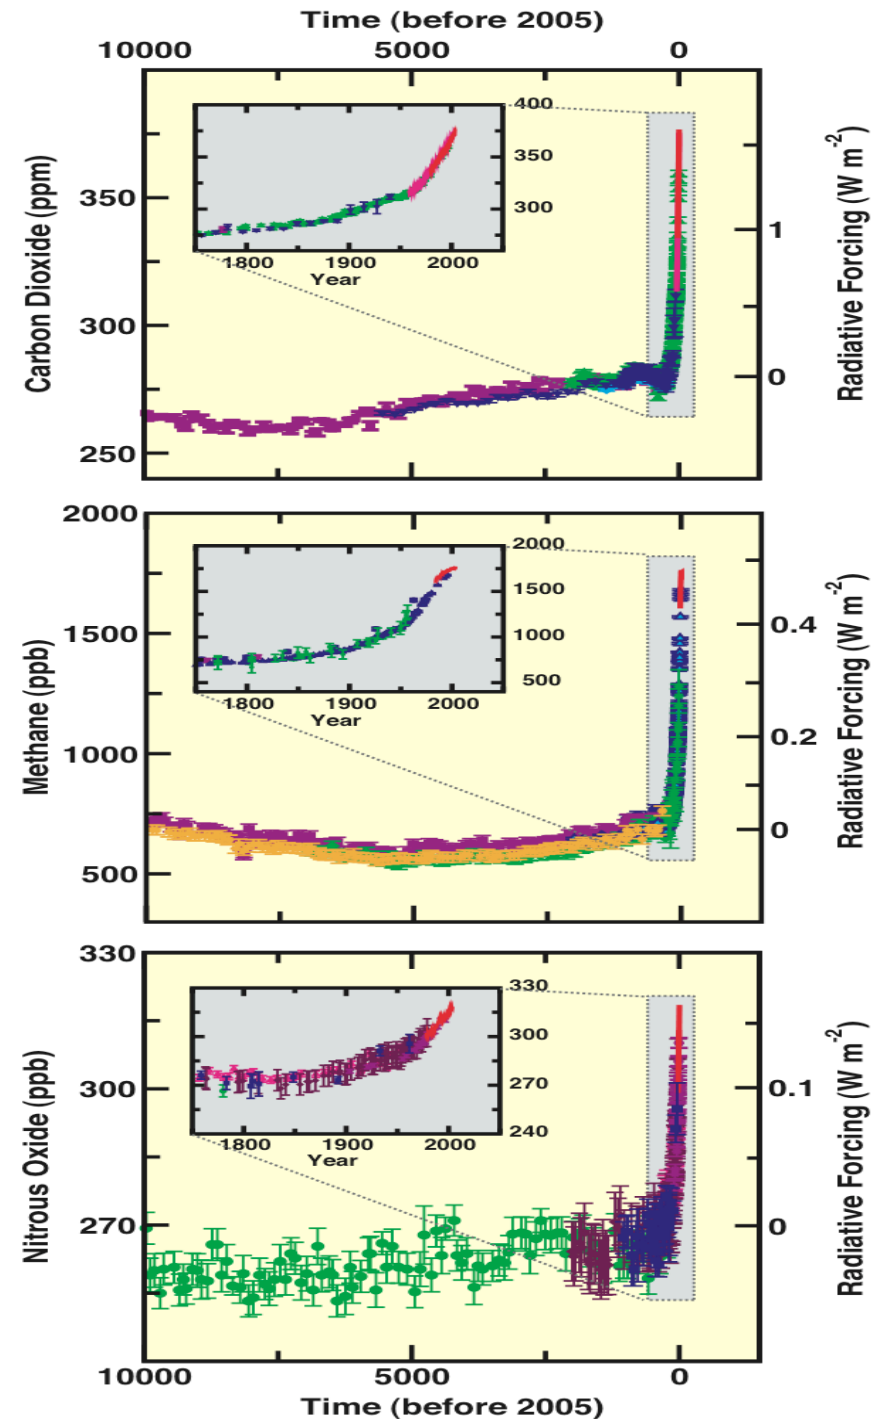 Time (before 2005)
10000 5000 0
Carbon Dioxide (ppm)
350
300
250
400
350
300
1800 1900 2000
Year
1
0
Radiative Forcing (W m-2)
Methane (ppb)
2000
1500
1000
500
2000
1500
1000
500
1800 1900 2000
Year
0.4
0.2
0
Radiative Forcing (W m-2)
Nitrous Oxide (ppb)
330
300
270
330
300
270
240
1800 1900 2000
Year
0.1
0
Radiative Forcing (W m-2)
10000 5000 0
Time (before 2005)